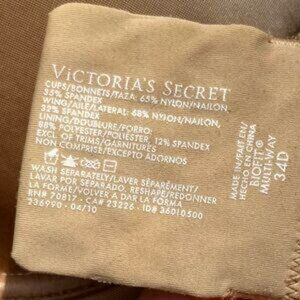 VICTORIA'S SECRET
CUPS/BONNETS/TAZA: 65% NYLON/NAILON,
35% SPANDEX
WING/AILE/LATERAL: 68% NYLON/NAILON,
32% SPANDEX
LINING/DOUBLURE/FORRO:
88% POLYESTER/POLIESTER, 12% SPANDEX
EXCL OF TRIMS/GARNITURES
NON COMPRISE/EXCEPTO ADORNOS
WASH SEPARATELY/LAVER SÉPARÉMENT/
LAVAR POR SEPARADO, RESHAPE/REDONNER
LA FORME/VOLVER A DAR LA FORMA
RN# 70817 - CA# 23226 - ID# 36010500
236990 - 04/10
MADE IN/FAIT EN/
HECHO EN CHINA
BIOFIT®
MULTI-WAY
34D